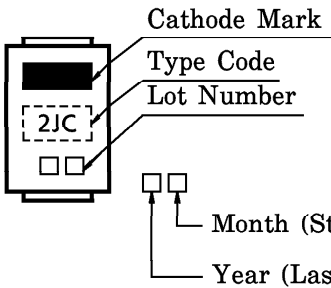 Cathode Mark
Type Code
Lot Number
2JC
Month (St
Year (Las